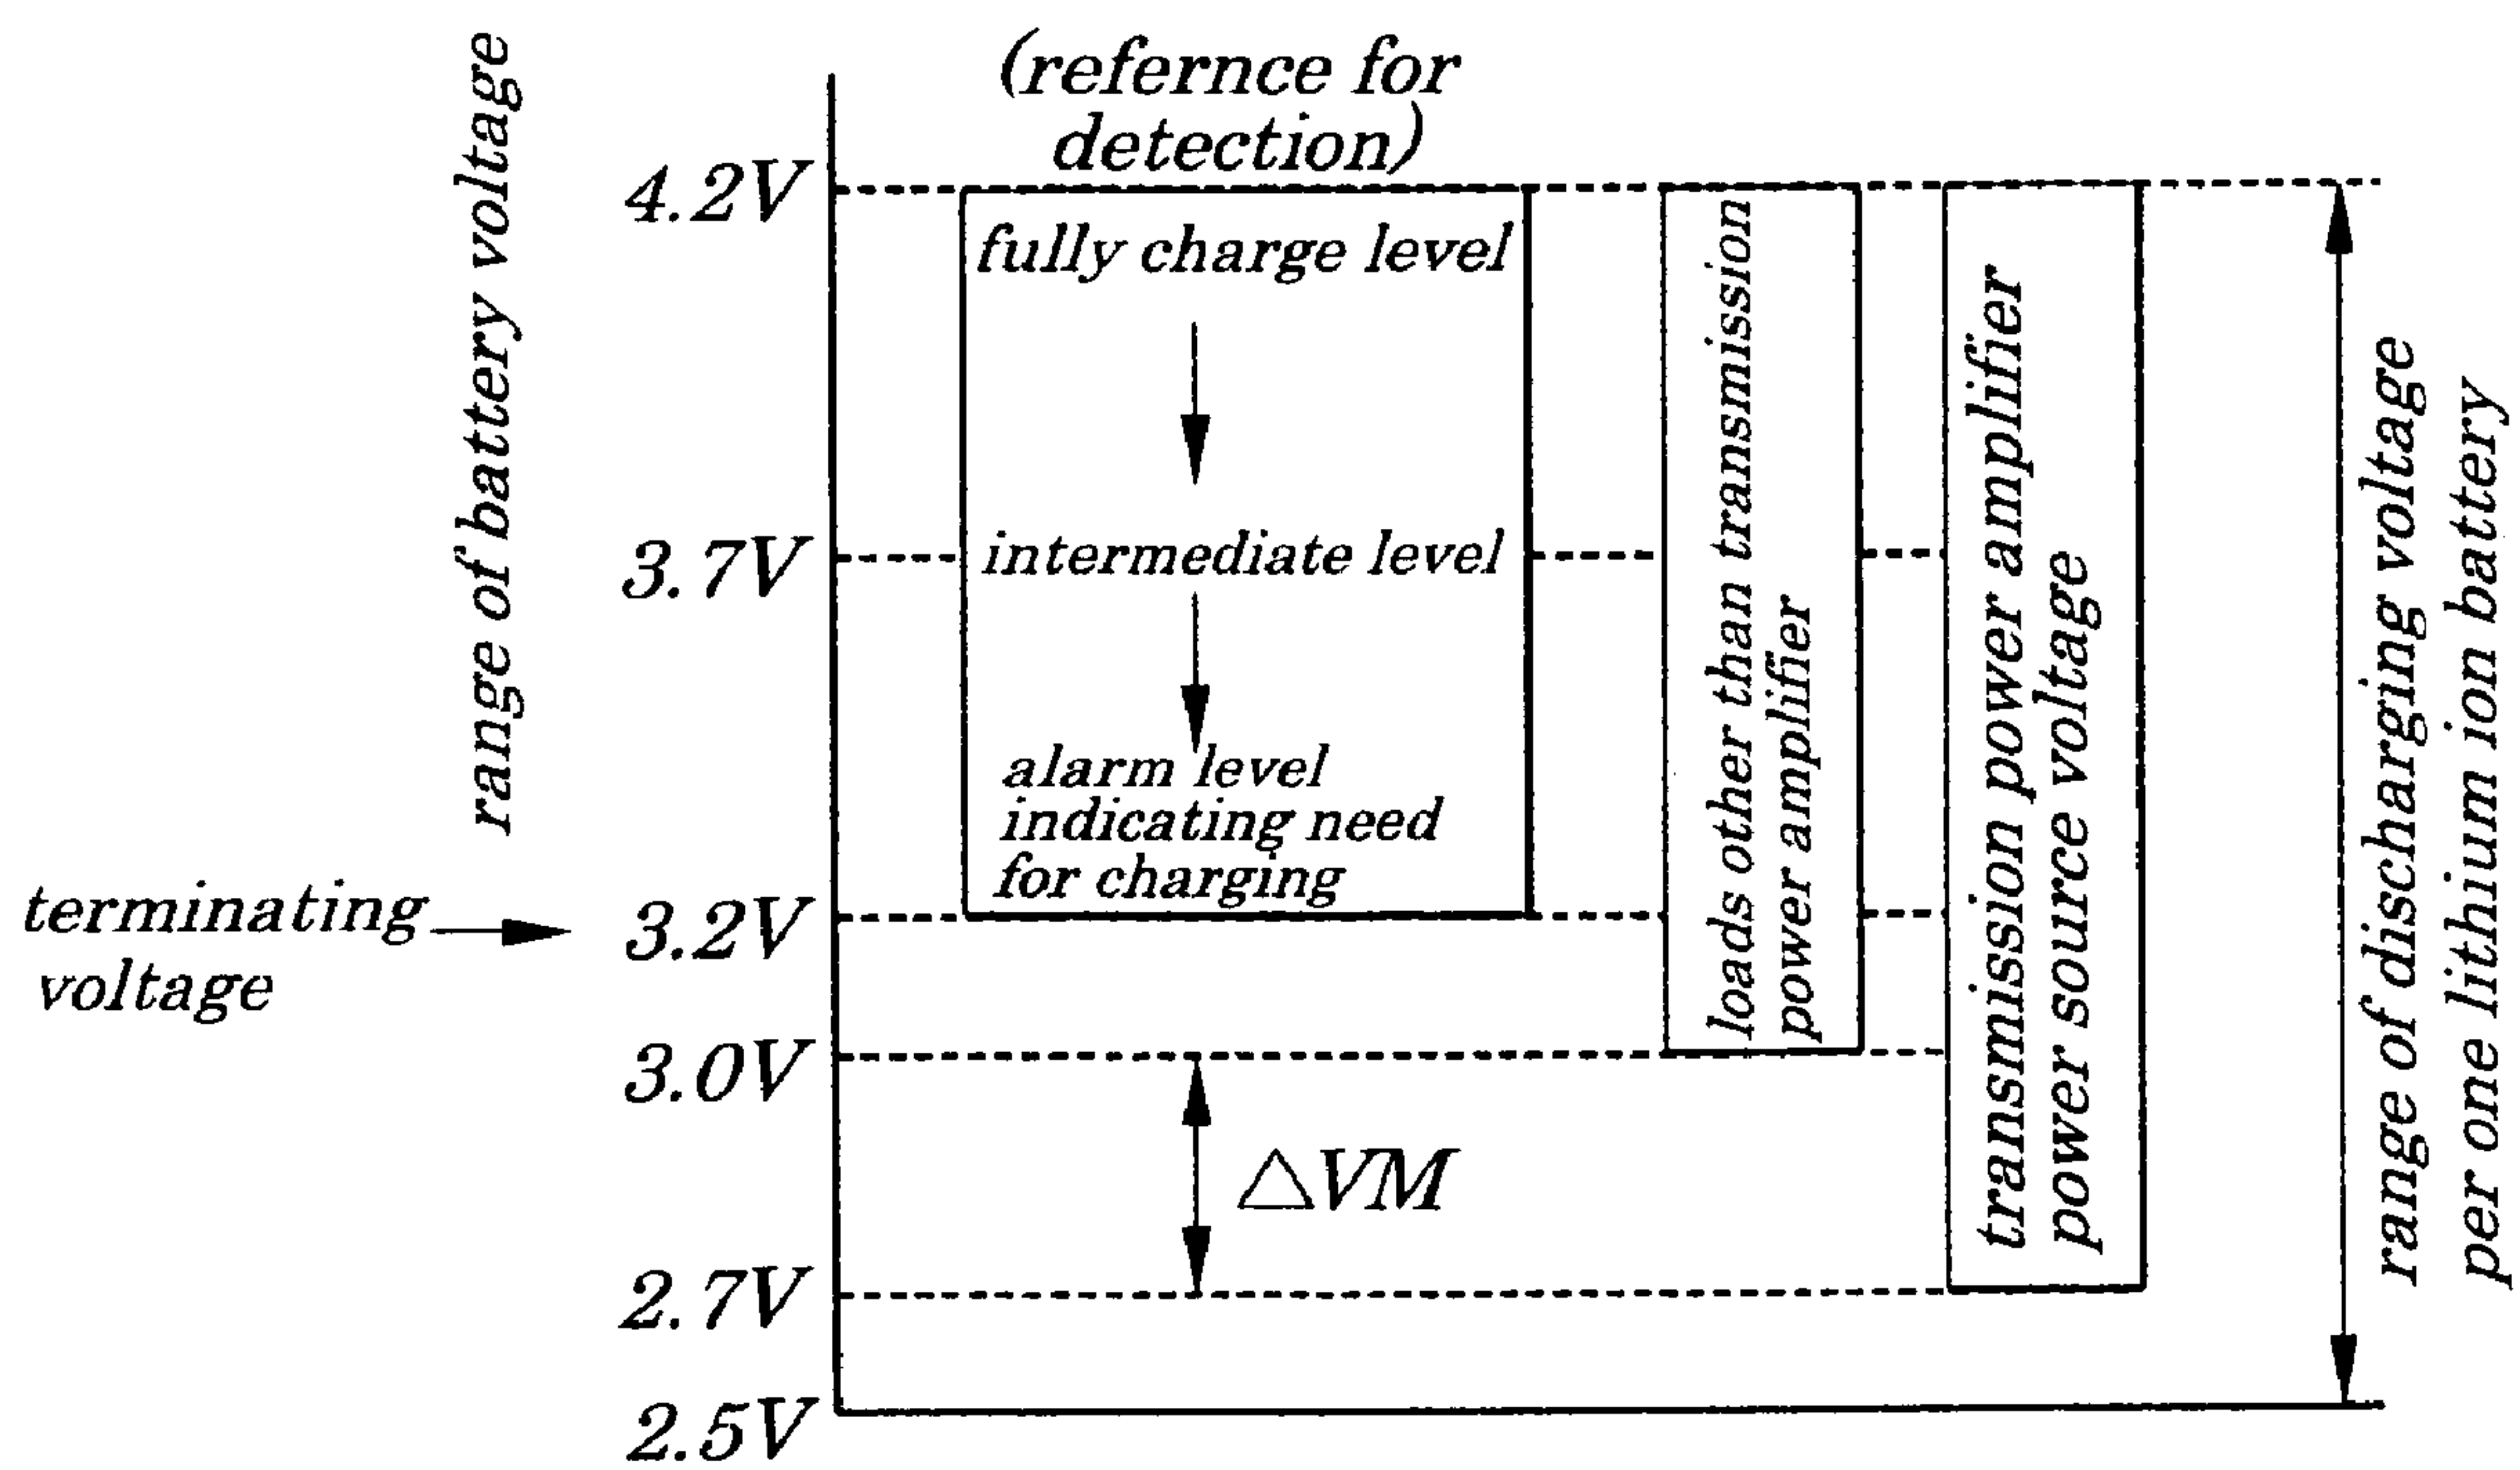 range of battery voltage
(refernce for
detection)
4.2V
fully charge level
3.7V
intermediate level
alarm level
indicating need
for charging
terminating
voltage
3.2V
3.0V
△VM
2.7V
2.5V
loads other than transmission
power amplifier
transmission power amplifier
power source voltage
range of discharging voltage
per one lithium ion battery